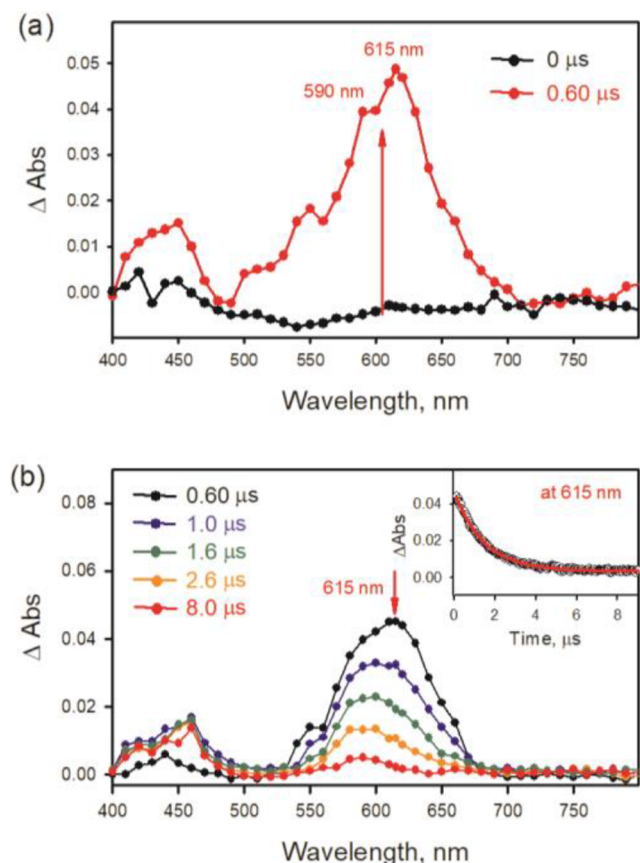 (a)
615 nm
590 nm
0 μs
0.60 μs
0.05
0.04
0.03
0.02
0.01
0.00
Δ Abs
400 450 500 550 600 650 700 750
Wavelength, nm
(b)
0.60 μs
1.0 μs
1.6 μs
2.6 μs
8.0 μs
615 nm
0.08
0.06
0.04
0.02
0.00
Δ Abs
400 450 500 550 600 650 700 750
Wavelength, nm
at 615 nm
0.04
0.02
0.00
ΔAbs
0 2 4 6 8
Time, μs